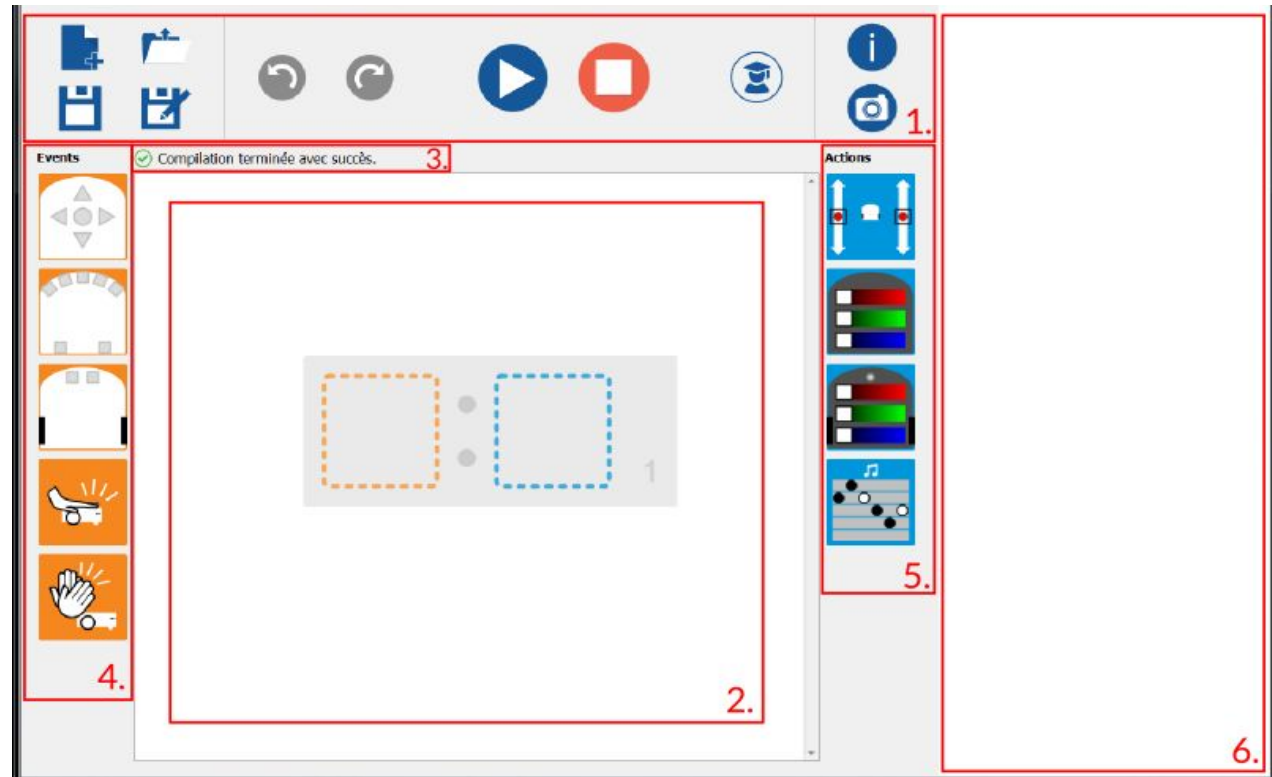 1.
Events
Compilation terminée avec succès.
3.
Actions
1
5.
4.
2.
6.